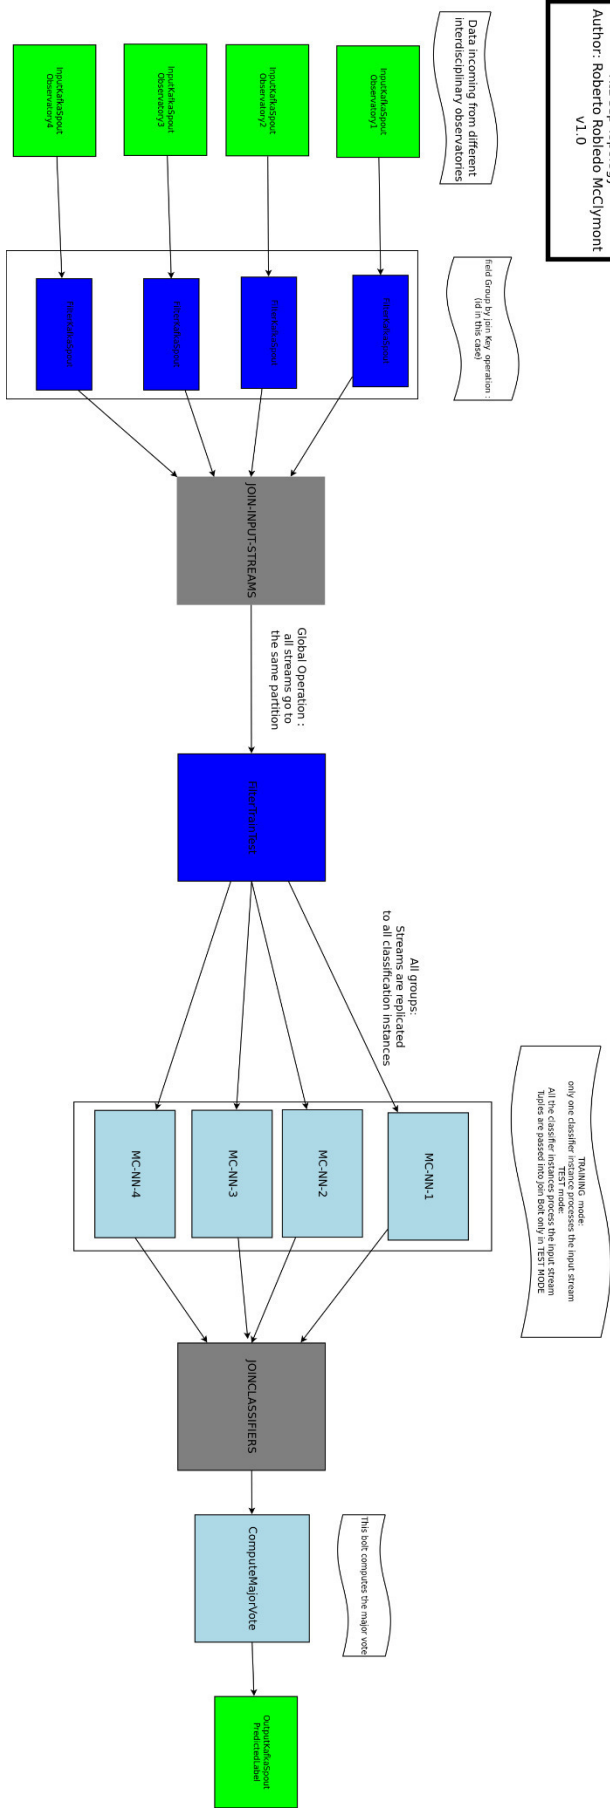 Author: Roberto Robledo McClymont
v1.0
Data incoming from different
interdisciplinary observatories
field Group by Join Key  operation :
(id in this case)
TRAINING  mode:
only one classifier instance processes the input stream
TEST mode:
All the classifier instances process the input stream
Tuples are passed into Join Bolt only in TEST MODE
This bolt computes the major vote
InputKafkaSpout
Observatory1
InputKafkaSpout
Observatory2
InputKafkaSpout
Observatory3
InputKafkaSpout
Observatory4
FilterKafkaSpout
FilterKafkaSpout
FilterKafkaSpout
FilterKafkaSpout
JOIN-INPUT-STREAMS
Global Operation :
all streams go to
the same partition
FilterTrainTest
All groups:
Streams are replicated
to all classification instances
MC-NN-1
MC-NN-2
MC-NN-3
MC-NN-4
JOINCLASSIFIERS
ComputeMajorVote
OutputKafkaSpout
PredictedLabel